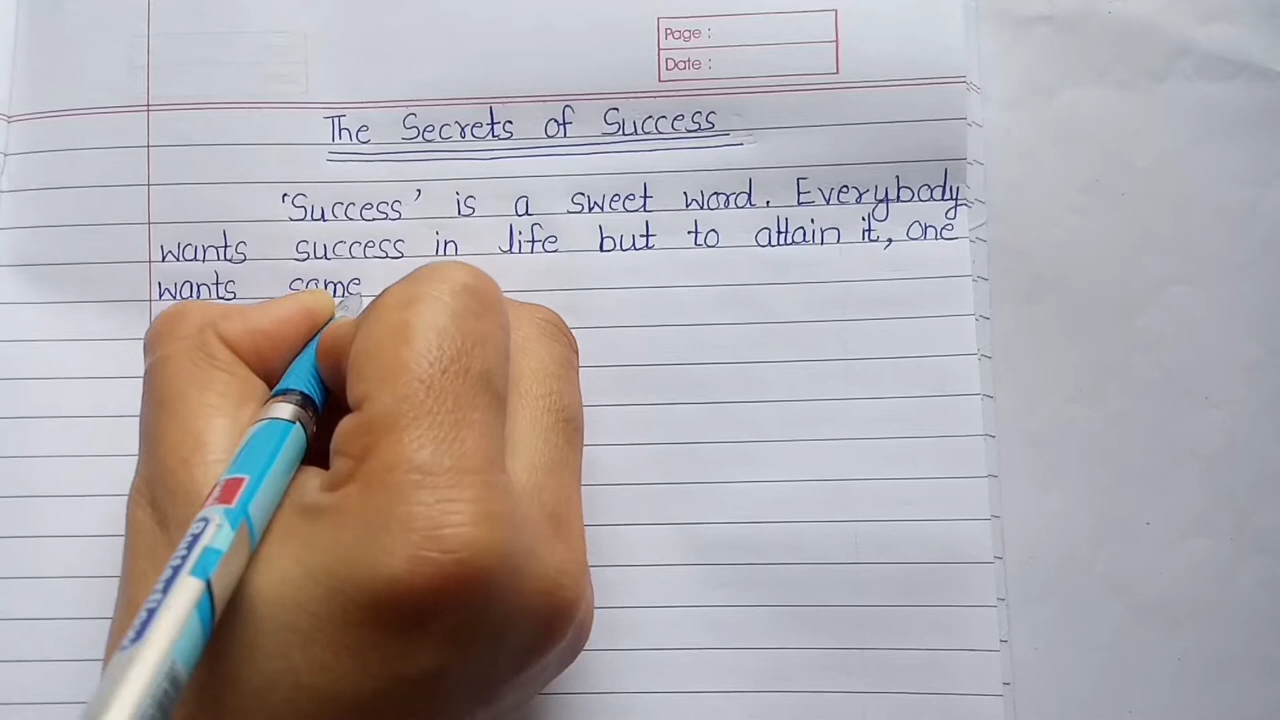 Page :
Date :
The Secrets of Success
'Success' is a sweet word. Everybody
wants success in life but to attain it, one
wants some